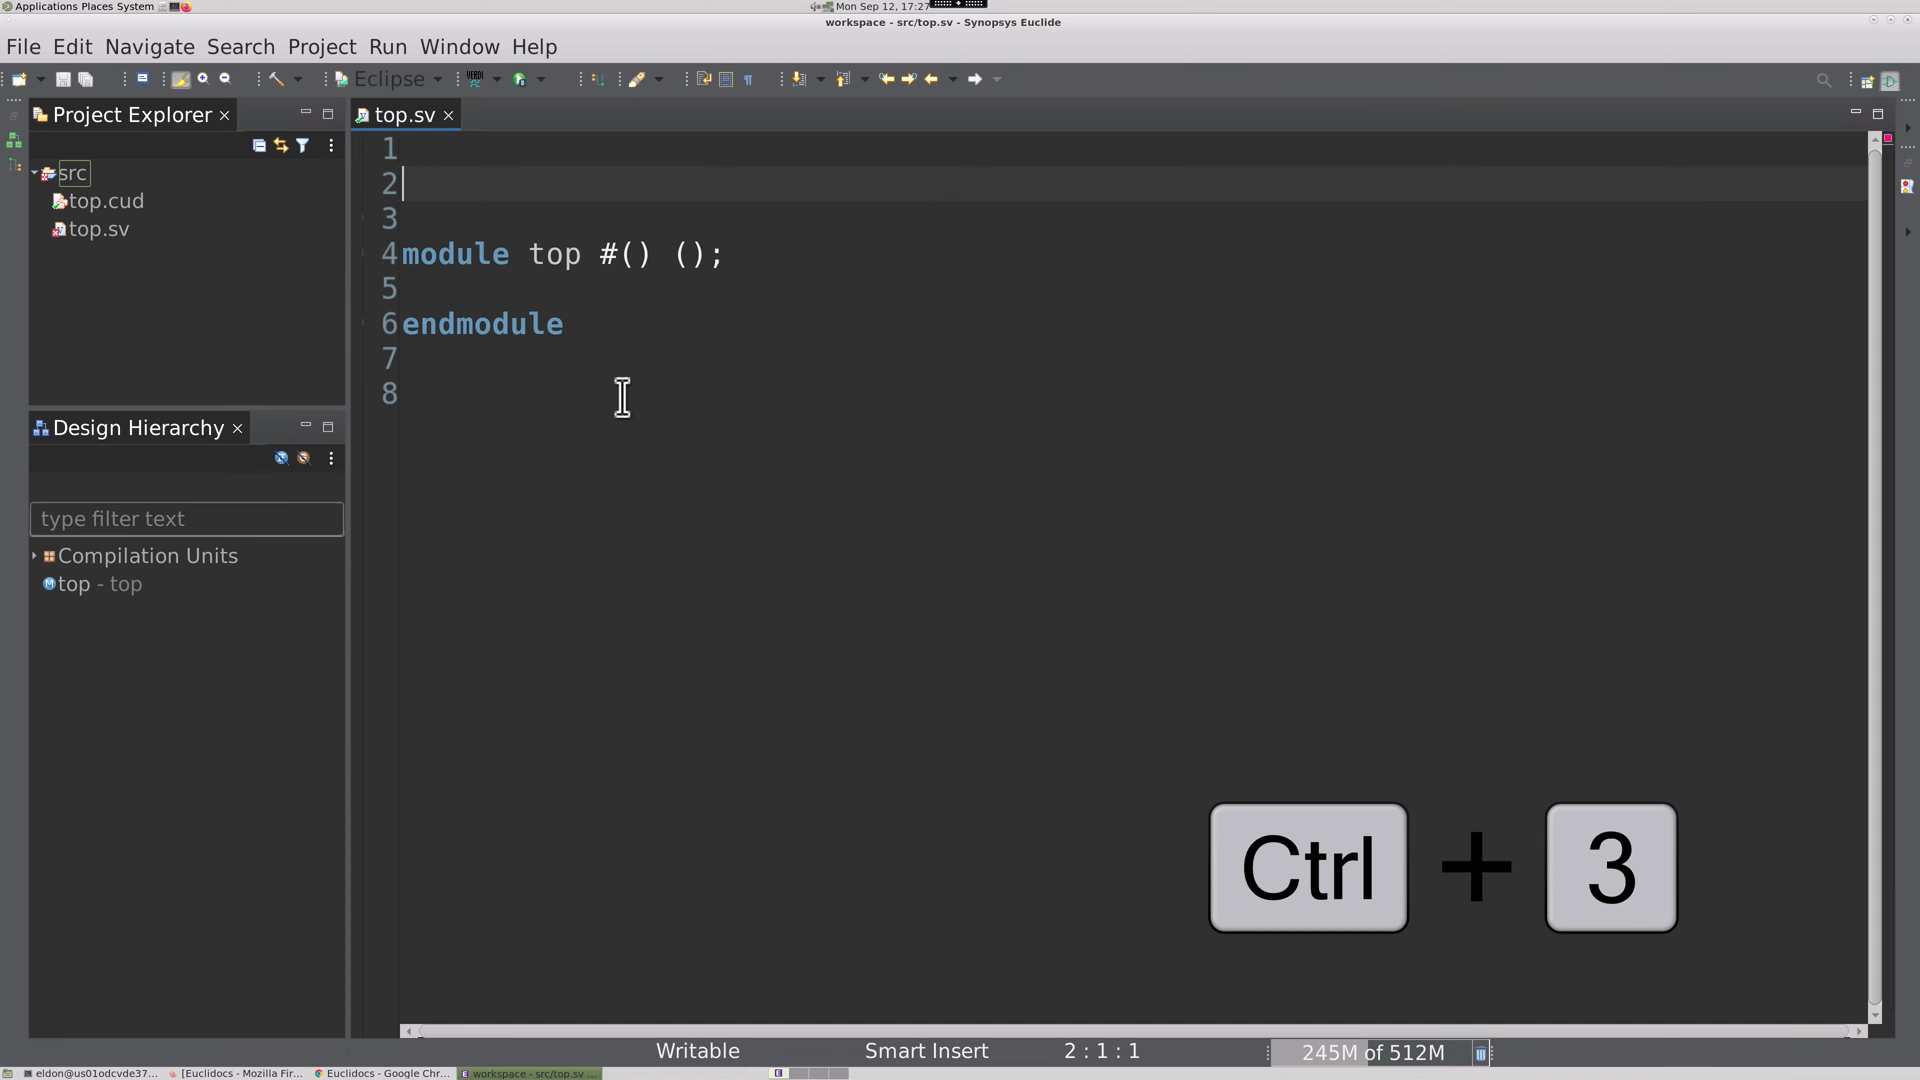 Applications Places System
Mon Sep 12, 17:27
workspace - src/top.sv - Synopsys Euclide
File Edit Navigate Search Project Run Window Help
VERDI
Eclipse
Project Explorer
src
top.cud
top.sv
top.sv
1
2
3
4 module top #() ();
5
6 endmodule
7
8
Design Hierarchy
type filter text
Compilation Units
top - top
Ctrl + 3
Writable Smart Insert 2 : 1 : 1 245M of 512M
eldon@us01odcvde37... [Euclidocs - Mozilla Fir... Euclidocs - Google Chr... workspace - src/top.sv ...